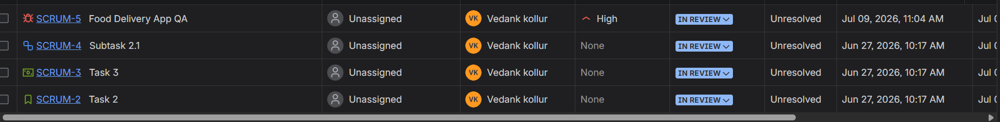 SCRUM-5 Food Delivery App QA Unassigned VK Vedank kollur High IN REVIEW Unresolved Jul 09, 2026, 11:04 AM Jul
SCRUM-4 Subtask 2.1 Unassigned VK Vedank kollur None IN REVIEW Unresolved Jun 27, 2026, 10:17 AM Jul
SCRUM-3 Task 3 Unassigned VK Vedank kollur None IN REVIEW Unresolved Jun 27, 2026, 10:17 AM Jul
SCRUM-2 Task 2 Unassigned VK Vedank kollur None IN REVIEW Unresolved Jun 27, 2026, 10:17 AM Jul